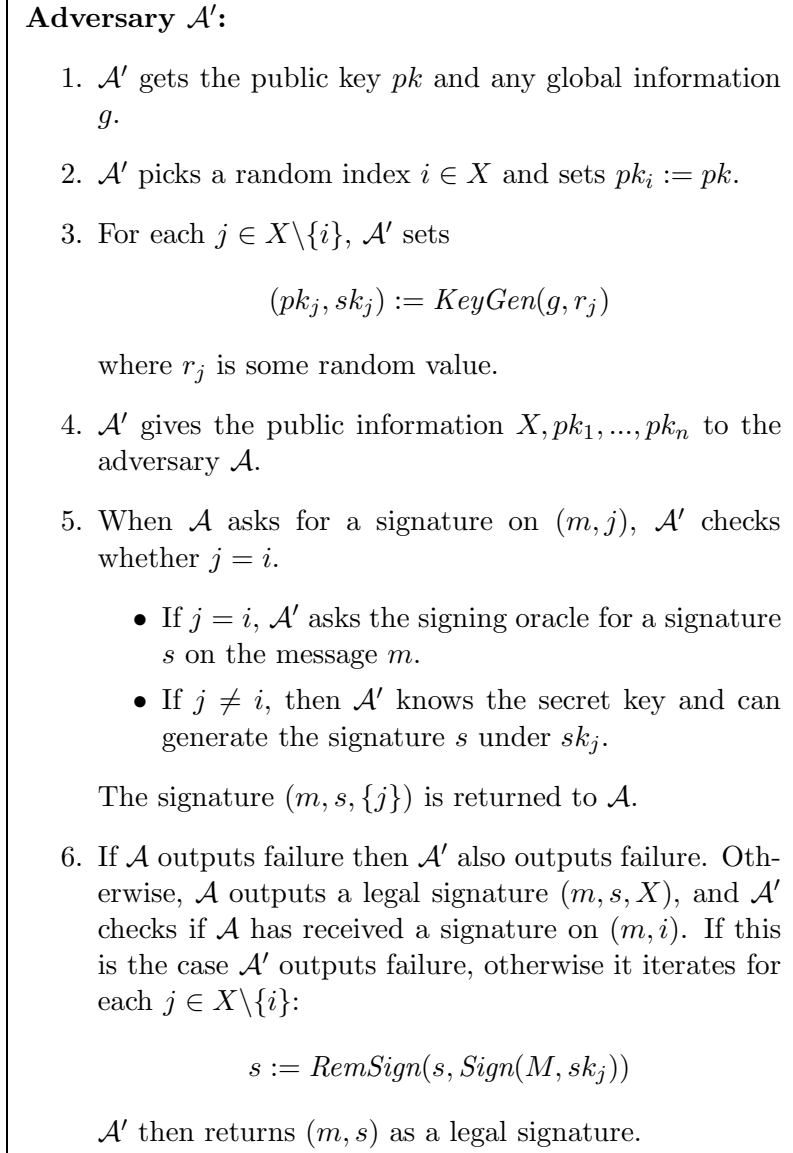 Adversary 𝒜′:
1. 𝒜′ gets the public key pk and any global information
g.
2. 𝒜′ picks a random index i ∈ X and sets pk_i := pk.
3. For each j ∈ X\{i}, 𝒜′ sets
(pk_j, sk_j) := KeyGen(g, r_j)
where r_j is some random value.
4. 𝒜′ gives the public information X, pk_1, ..., pk_n to the
adversary 𝒜.
5. When 𝒜 asks for a signature on (m, j), 𝒜′ checks
whether j = i.
• If j = i, 𝒜′ asks the signing oracle for a signature
s on the message m.
• If j ≠ i, then 𝒜′ knows the secret key and can
generate the signature s under sk_j.
The signature (m, s, {j}) is returned to 𝒜.
6. If 𝒜 outputs failure then 𝒜′ also outputs failure. Oth-
erwise, 𝒜 outputs a legal signature (m, s, X), and 𝒜′
checks if 𝒜 has received a signature on (m, i). If this
is the case 𝒜′ outputs failure, otherwise it iterates for
each j ∈ X\{i}:
s := RemSign(s, Sign(M, sk_j))
𝒜′ then returns (m, s) as a legal signature.